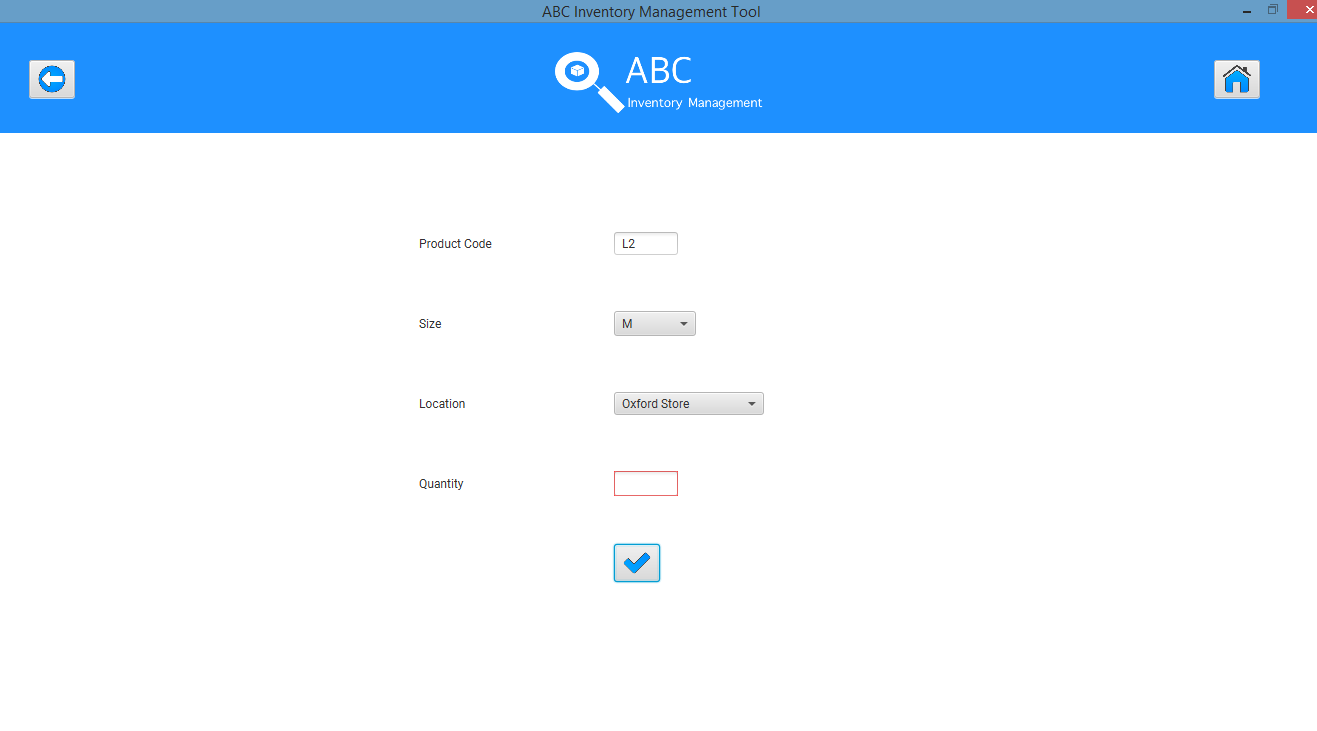 ABC Inventory Management Tool
ABC
Inventory Management
Product Code L2
Size M
Location Oxford Store
Quantity